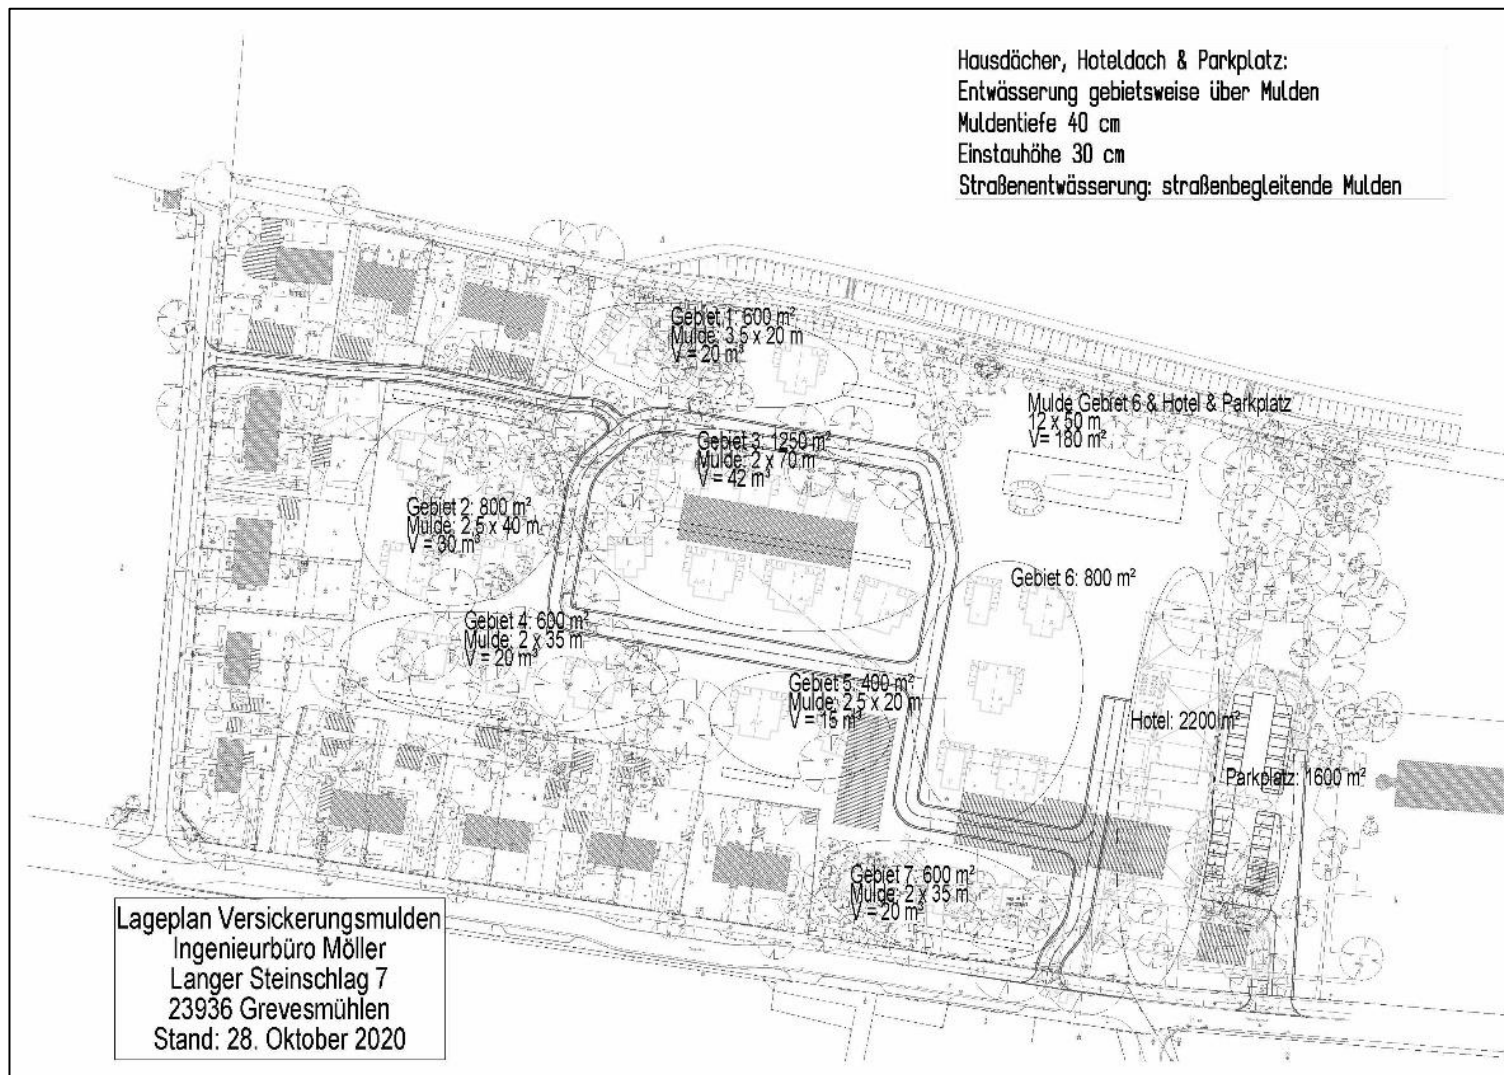 Hausdächer, Hoteldach & Parkplatz:
Entwässerung gebietsweise über Mulden
Muldentiefe 40 cm
Einstauhöhe 30 cm
Straßenentwässerung: straßenbegleitende Mulden
Gebiet 1: 600 m²
Mulde: 3,5 x 20 m
V = 20 m³
Mulde Gebiet 6 & Hotel & Parkplatz
12 x 50 m
V= 180 m²
Gebiet 3: 1250 m²
Mulde: 2 x 70 m
V = 42 m³
Gebiet 2: 800 m²
Mulde: 2,5 x 40 m
V = 30 m³
Gebiet 6: 800 m²
Gebiet 4: 600 m²
Mulde: 2 x 35 m
V = 20 m³
Gebiet 5: 400 m²
Mulde: 2,5 x 20 m
V = 15 m³
Hotel: 2200 m²
Parkplatz: 1600 m²
Gebiet 7: 600 m²
Mulde: 2 x 35 m
V = 20 m³
Lageplan Versickerungsmulden
Ingenieurbüro Möller
Langer Steinschlag 7
23936 Grevesmühlen
Stand: 28. Oktober 2020